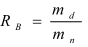 R_B = m_d / m_n